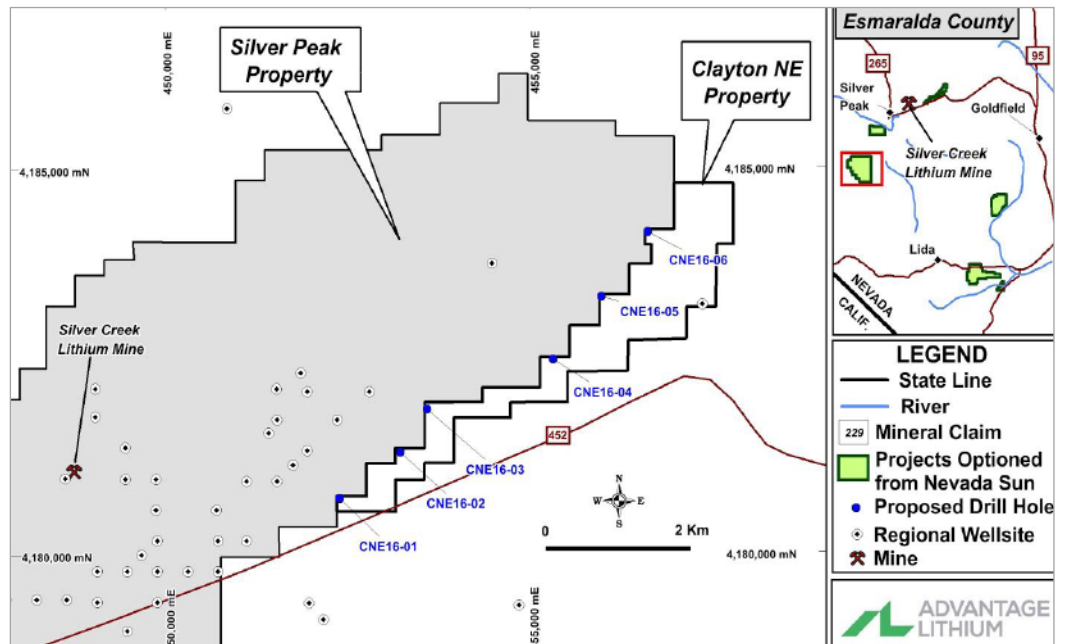 450,000 mE
455,000 mE
Silver Peak
Property
Clayton NE
Property
4,185,000 mN
4,185,000 mN
CNE16-06
CNE16-05
CNE16-04
CNE16-03
CNE16-02
CNE16-01
Silver Creek
Lithium Mine
452
N
W
E
S
0
2 Km
4,180,000 mN
4,180,000 mN
50,000 mE
55,000 mE
Esmaralda County
265
95
Silver
Peak
Goldfield
Silver Creek
Lithium Mine
Lida
NEVADA
CALIF.
LEGEND
State Line
River
229 Mineral Claim
Projects Optioned
from Nevada Sun
Proposed Drill Hole
Regional Wellsite
Mine
ADVANTAGE
LITHIUM